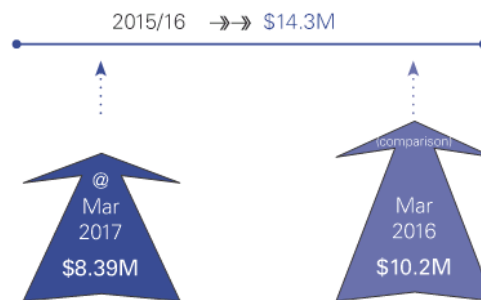 2015/16 →→ $14.3M
@
Mar
2017
$8.39M
(comparison)
Mar
2016
$10.2M